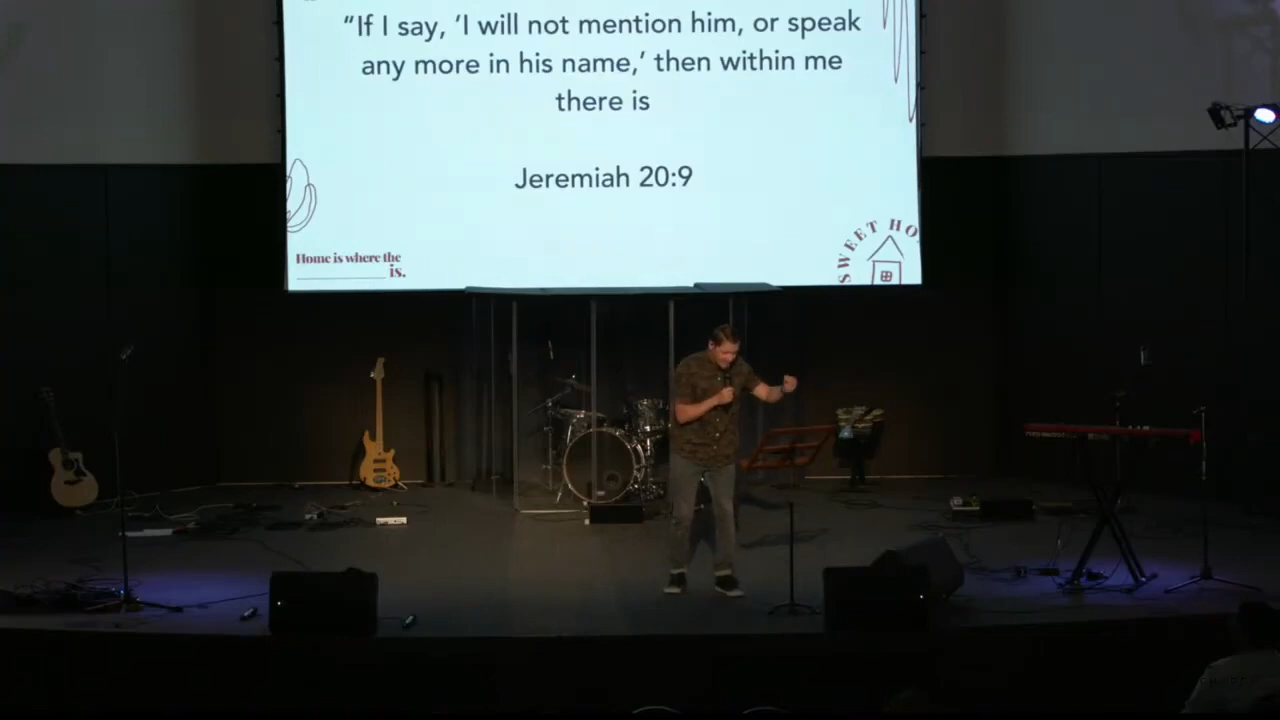 “If I say, ‘I will not mention him, or speak
any more in his name,’ then within me
there is
Jeremiah 20:9
Home is where the
is.
SWEET HO